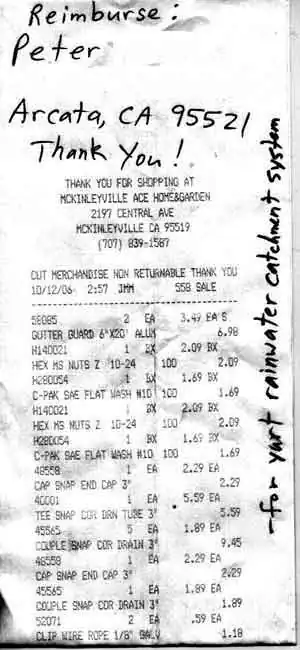 Reimburse:
Peter
Arcata, CA 95521
Thank You!
THANK YOU FOR SHOPPING AT
MCKINLEYVILLE ACE HOME&GARDEN
2197 CENTRAL AVE
MCKINLEYVILLE CA 95519
(707) 839-1587
CUT MERCHANDISE NON RETURNABLE THANK YOU
10/12/06 2:57 JMM 558 SALE
58085 2 EA 3.49 EA S
GUTTER GUARD 6"X20' ALUM 6.98
H140021 1 BX 2.09 BX
HEX MS NUTS Z 10-24 100 2.09
H280054 1 BX 1.69 BX
C-PAK SAE FLAT WASH #10 100 1.69
H140021 1 BX 2.09 BX
HEX MS NUTS Z 10-24 100 2.09
H280054 1 BX 1.69 BX
C-PAK SAE FLAT WASH #10 100 1.69
48558 1 EA 2.29 EA
CAP SNAP END CAP 3" 2.29
40001 1 EA 5.59 EA
TEE SNAP COR DRN TUBE 3" 5.59
45565 5 EA 1.89 EA
COUPLE SNAP COR DRAIN 3" 9.45
48558 1 EA 2.29 EA
CAP SNAP END CAP 3" 2.29
45565 1 EA 1.89 EA
COUPLE SNAP COR DRAIN 3" 1.89
52071 2 EA .59 EA
CLIP WIRE ROPE 1/8" GALV 1.18
-for yurt rainwater catchment system